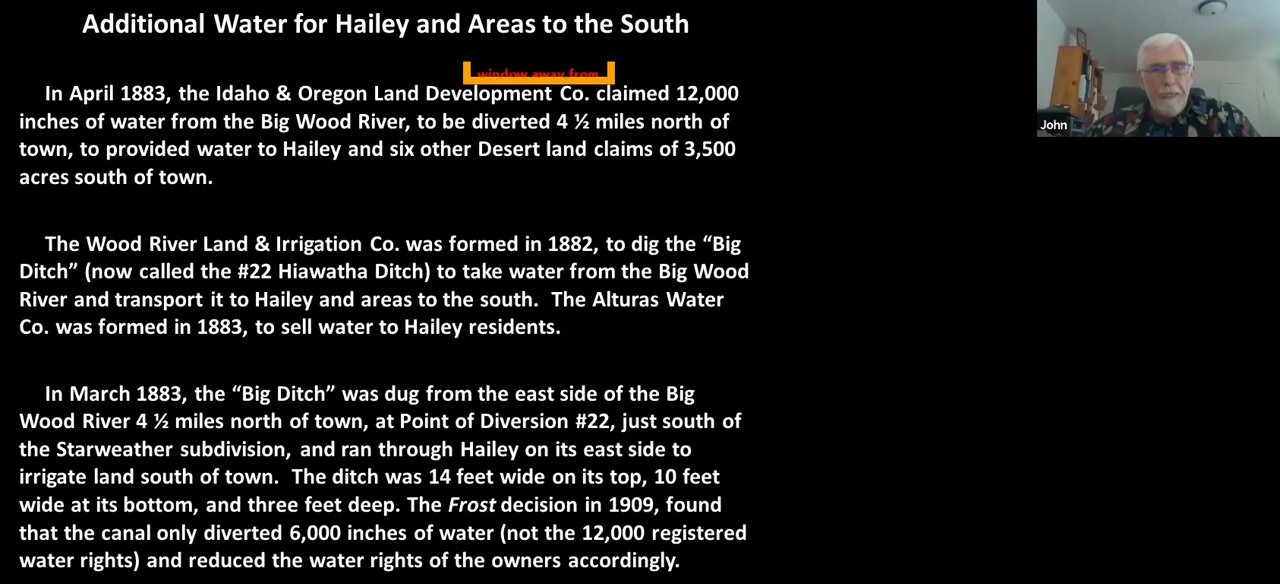 Additional Water for Hailey and Areas to the South
window away from
In April 1883, the Idaho & Oregon Land Development Co. claimed 12,000
inches of water from the Big Wood River, to be diverted 4 ½ miles north of
town, to provided water to Hailey and six other Desert land claims of 3,500
acres south of town.
The Wood River Land & Irrigation Co. was formed in 1882, to dig the “Big
Ditch” (now called the #22 Hiawatha Ditch) to take water from the Big Wood
River and transport it to Hailey and areas to the south.  The Alturas Water
Co. was formed in 1883, to sell water to Hailey residents.
In March 1883, the “Big Ditch” was dug from the east side of the Big
Wood River 4 ½ miles north of town, at Point of Diversion #22, just south of
the Starweather subdivision, and ran through Hailey on its east side to
irrigate land south of town.  The ditch was 14 feet wide on its top, 10 feet
wide at its bottom, and three feet deep. The Frost decision in 1909, found
that the canal only diverted 6,000 inches of water (not the 12,000 registered
water rights) and reduced the water rights of the owners accordingly.
John